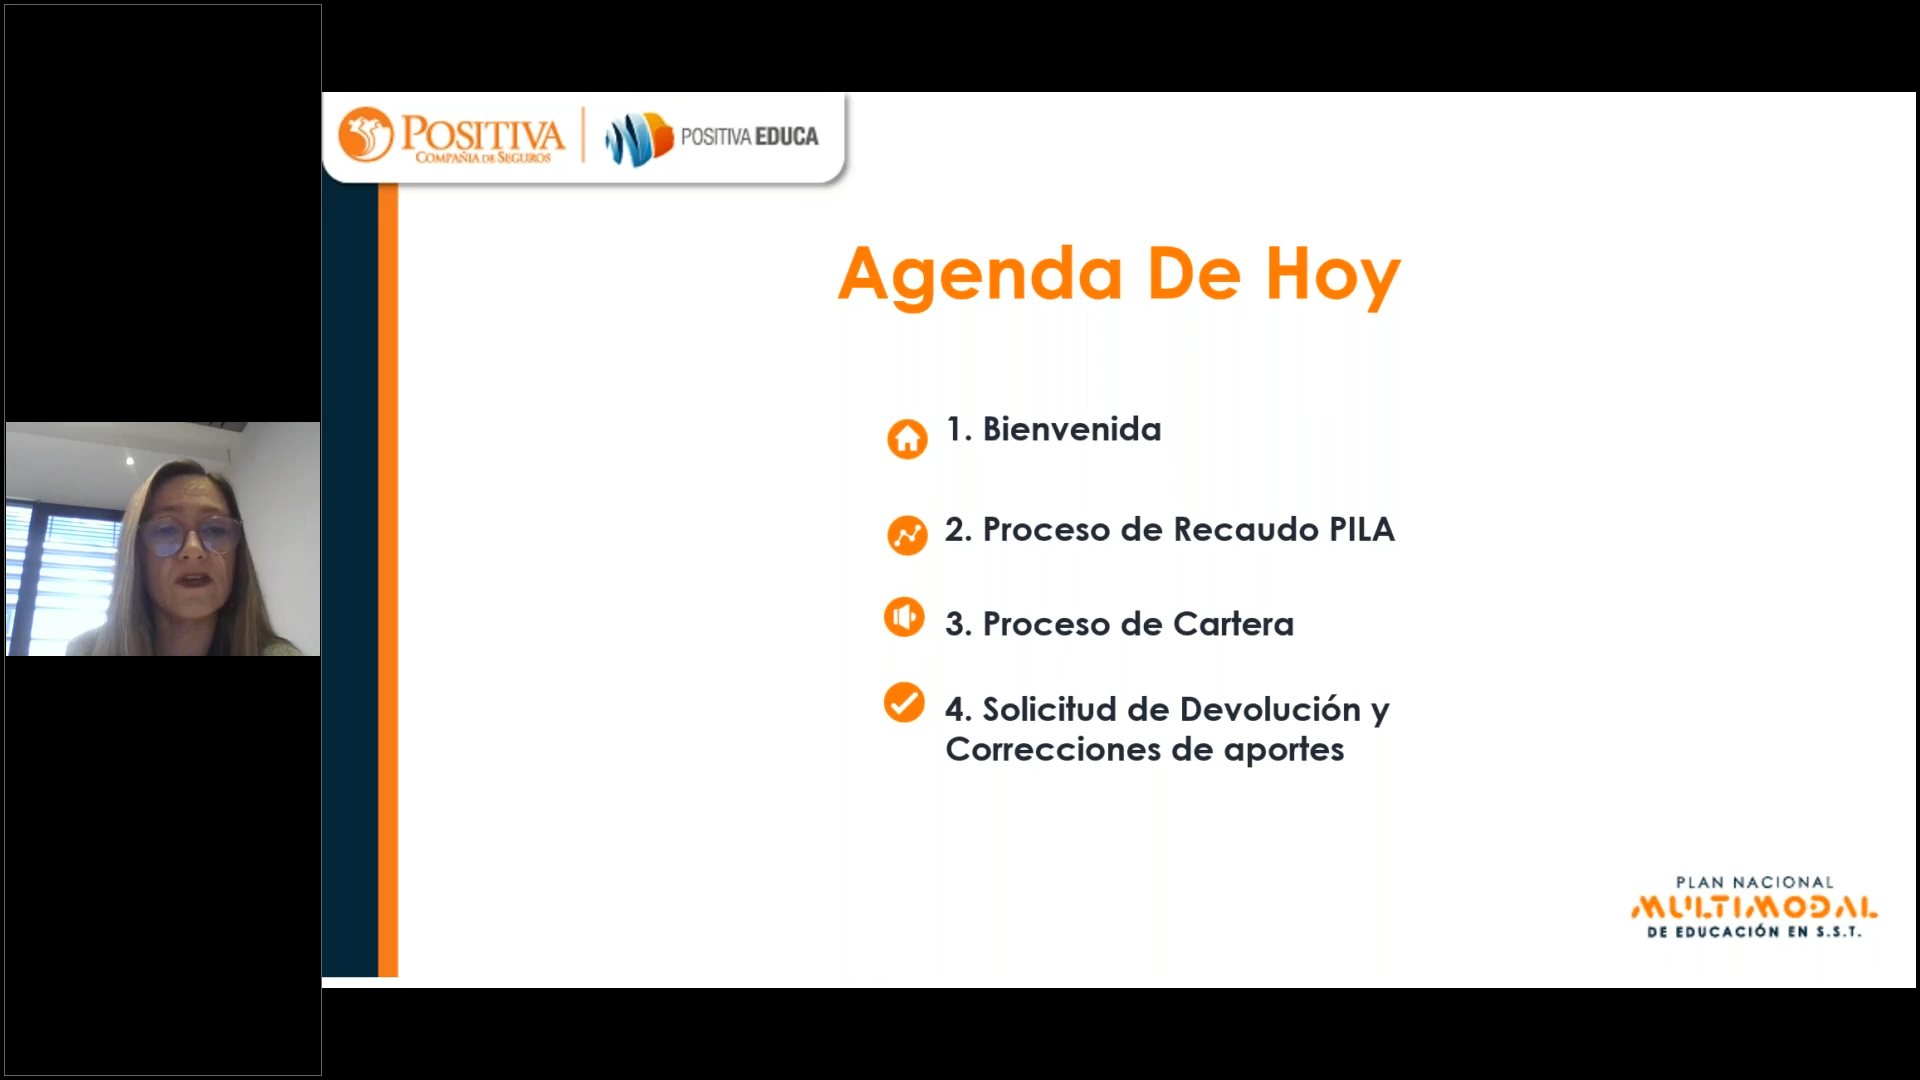 POSITIVA
COMPAÑIA DE SEGUROS
POSITIVA EDUCA
Agenda De Hoy
1. Bienvenida
2. Proceso de Recaudo PILA
3. Proceso de Cartera
4. Solicitud de Devolución y
Correcciones de aportes
PLAN NACIONAL
MULTIMODAL
DE EDUCACIÓN EN S.S.T.